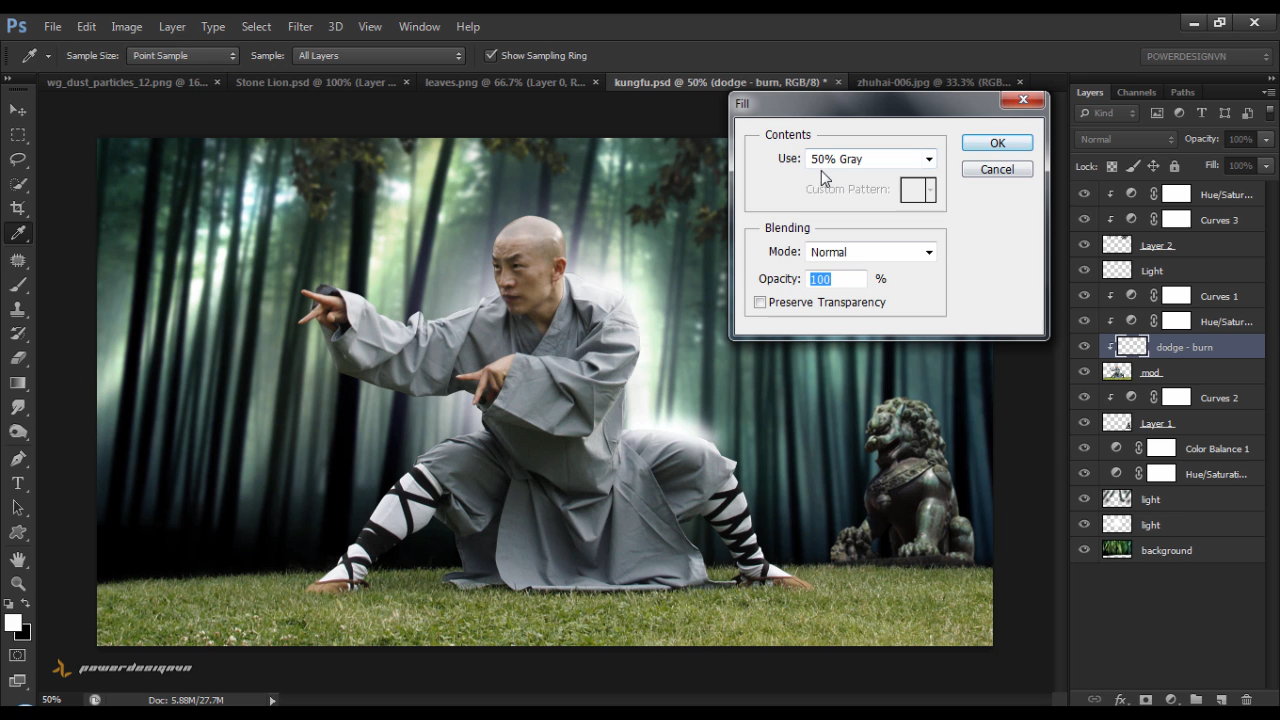 Ps File Edit Image Layer Type Select Filter 3D View Window Help
Sample Size: Point Sample Sample: All Layers Show Sampling Ring POWERDESIGNVN
wg_dust_particles_12.png @ 16... × Stone Lion.psd @ 100% (Layer ... × leaves.png @ 66.7% (Layer 0, R... × kungfu.psd @ 50% (dodge - burn, RGB/8) * × zhuhai-006.jpg @ 33.3% (RGB... ×
Fill
Contents
Use: 50% Gray
Custom Pattern:
OK
Cancel
Blending
Mode: Normal
Opacity: 100 %
Preserve Transparency
Layers Channels Paths
Kind
Normal Opacity: 100%
Lock: Fill: 100%
Hue/Satur...
Curves 3
Layer 2
Light
Curves 1
Hue/Satur...
dodge - burn
mod
Curves 2
Layer 1
Color Balance 1
Hue/Saturati...
light
light
background
powerdesignvn
50% Doc: 5.88M/27.7M
fx